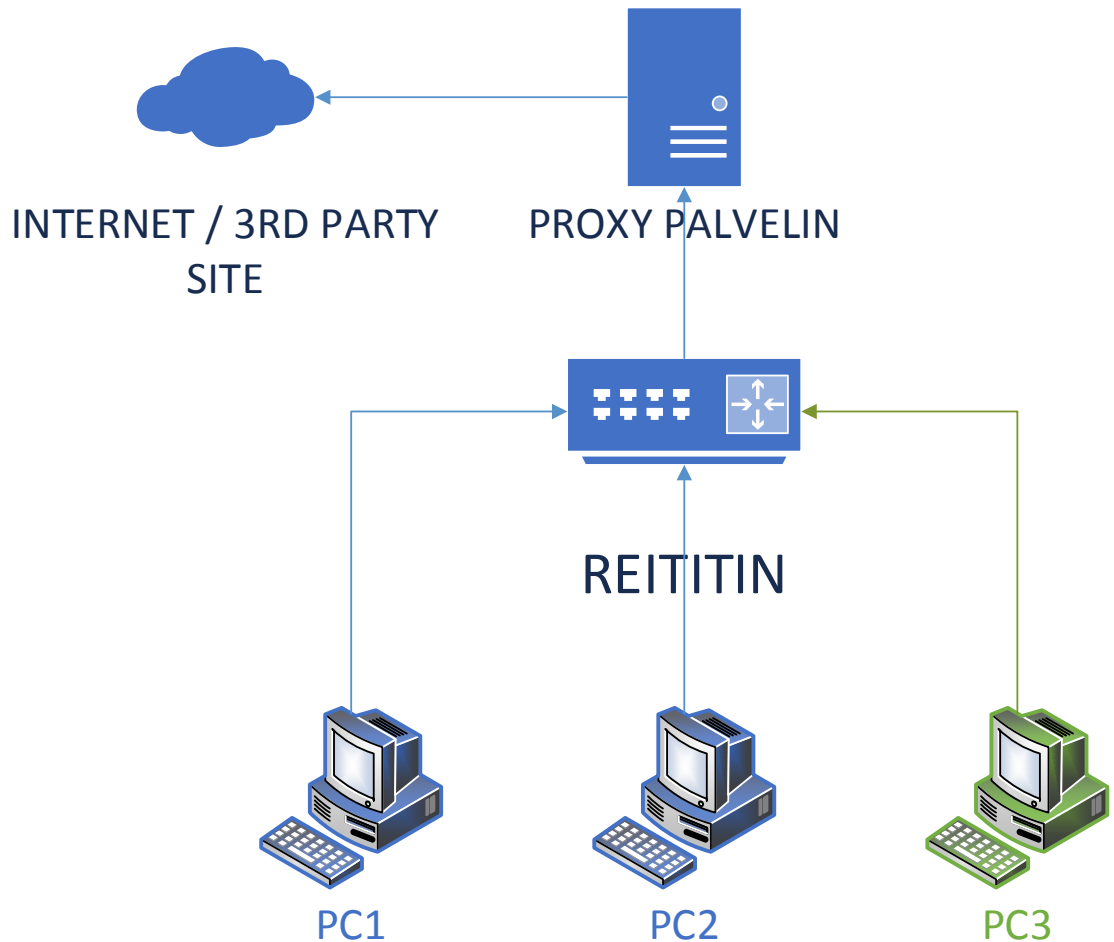 INTERNET / 3RD PARTY
SITE
PROXY PALVELIN
REITITIN
PC1
PC2
PC3